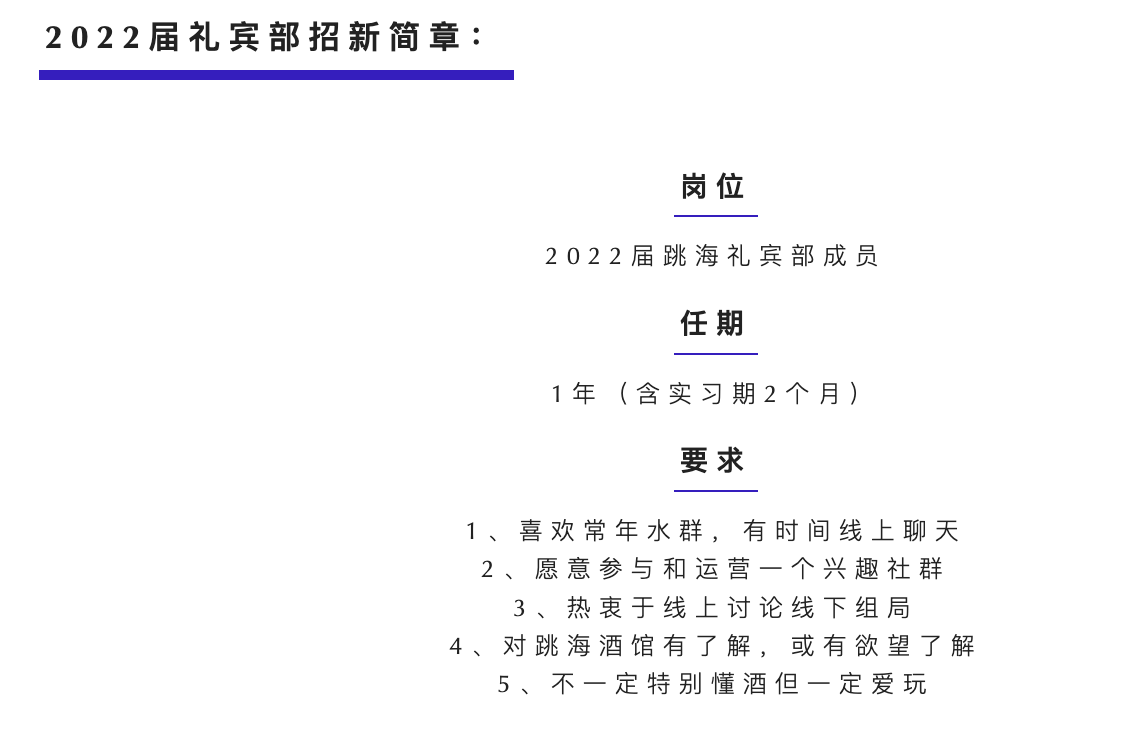 2022届礼宾部招新简章：
岗位
2022届跳海礼宾部成员
任期
1年（含实习期2个月）
要求
1、喜欢常年水群，有时间线上聊天
2、愿意参与和运营一个兴趣社群
3、热衷于线上讨论线下组局
4、对跳海酒馆有了解，或有欲望了解
5、不一定特别懂酒但一定爱玩